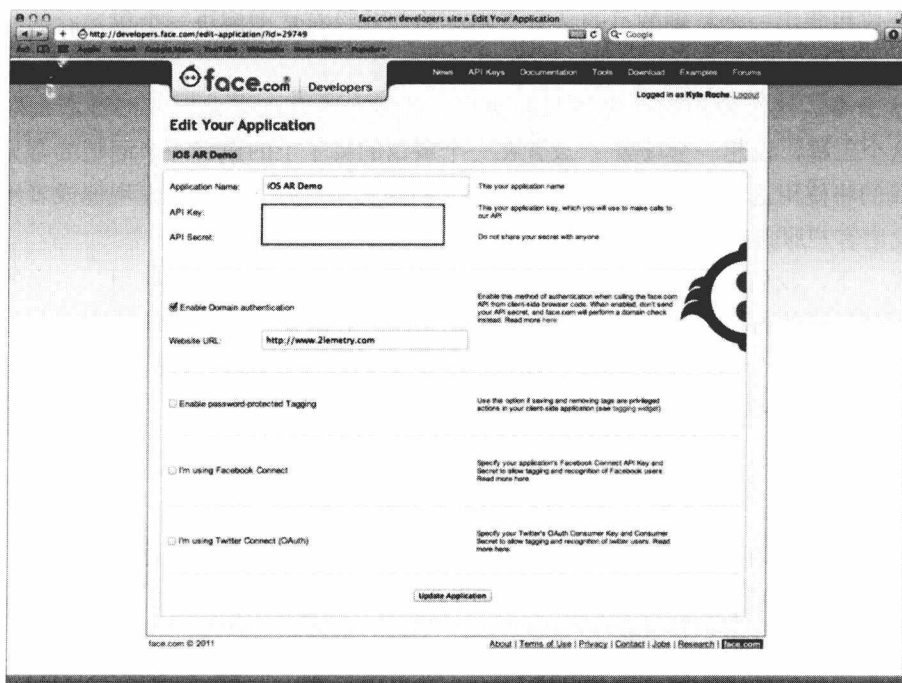 face.com developers site » Edit Your Application
http://developers.face.com/edit-application/?id=29749
Google
Apple Yahoo! Google Maps YouTube Wikipedia News (399) Popular
face.com Developers
News API Keys Documentation Tools Download Examples Forums
Logged in as Kyle Roche. Logout
Edit Your Application
iOS AR Demo
Application Name: iOS AR Demo This your application name
API Key: This your application key, which you will use to make calls to
our API
API Secret: Do not share your secret with anyone
Enable Domain authentication
Enable this method of authentication when calling the face.com
API from client-side browser code. When enabled, don't send
your API secret, and face.com will perform a domain check
instead. Read more here
Website URL: http://www.2lemetry.com
Enable password-protected Tagging
Use this option if saving and removing tags are privileged
actions in your client-side application (see tagging widget)
I'm using Facebook Connect
Specify your application's Facebook Connect API Key and
Secret to allow tagging and recognition of Facebook users.
Read more here
I'm using Twitter Connect (OAuth)
Specify your Twitter's OAuth Consumer Key and Consumer
Secret to allow tagging and recognition of twitter users. Read
more here.
Update Application
face.com © 2011
About | Terms of Use | Privacy | Contact | Jobs | Research | face.com